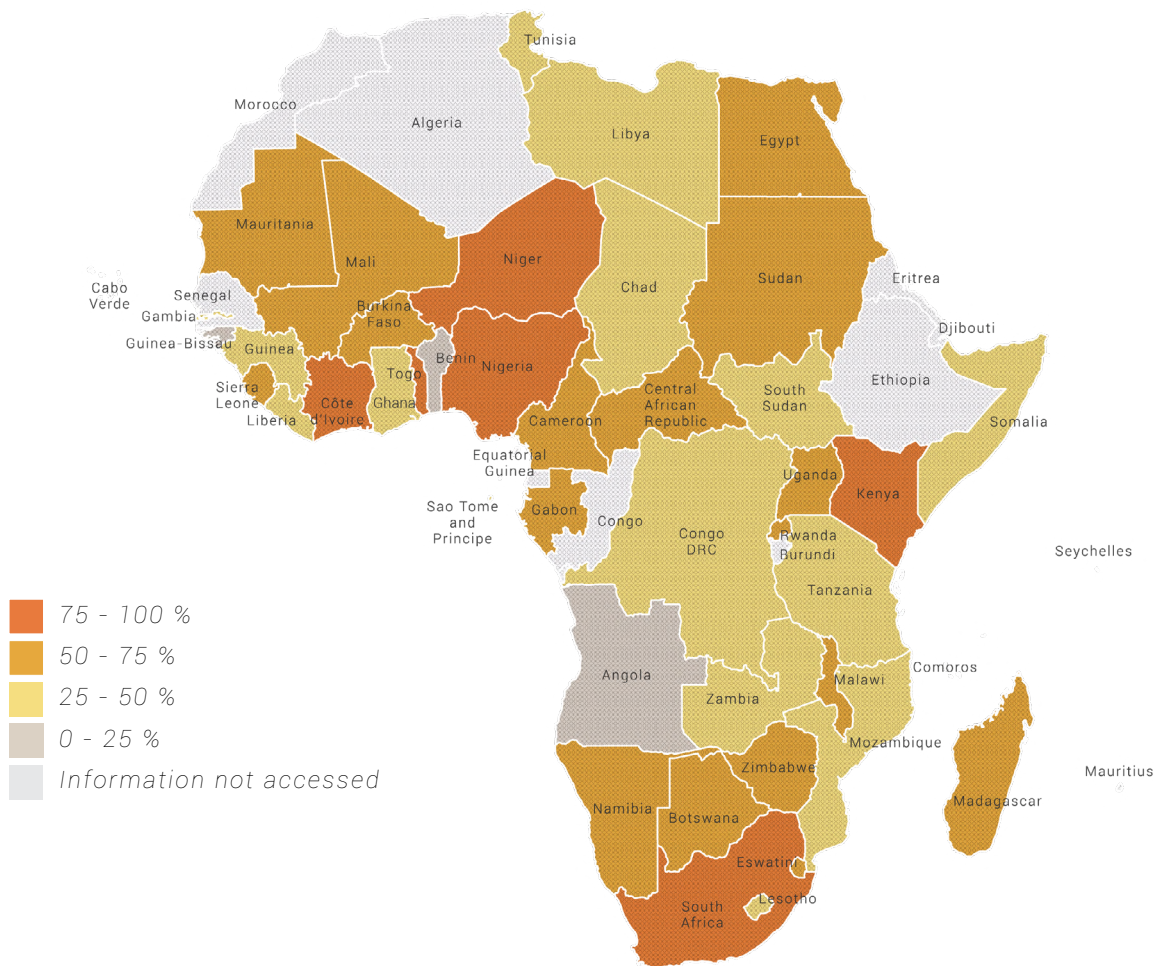 Tunisia
Morocco
Algeria
Libya
Egypt
Mauritania
Mali
Niger
Chad
Sudan
Eritrea
Cabo
Verde
Senegal
Gambia
Guinea-Bissau
Guinea
Burkina
Faso
Djibouti
Benin
Nigeria
Togo
Ghana
Sierra
Leone
Liberia
Côte
d'Ivoire
Ethiopia
South
Sudan
Central
African
Republic
Cameroon
Somalia
Equatorial
Guinea
Uganda
Kenya
Sao Tome
and
Principe
Gabon
Congo
Congo
DRC
Rwanda
Burundi
Seychelles
Tanzania
75 - 100 %
50 - 75 %
25 - 50 %
0 - 25 %
Information not accessed
Angola
Zambia
Malawi
Comoros
Mozambique
Zimbabwe
Mauritius
Namibia
Botswana
Madagascar
Eswatini
Lesotho
South
Africa